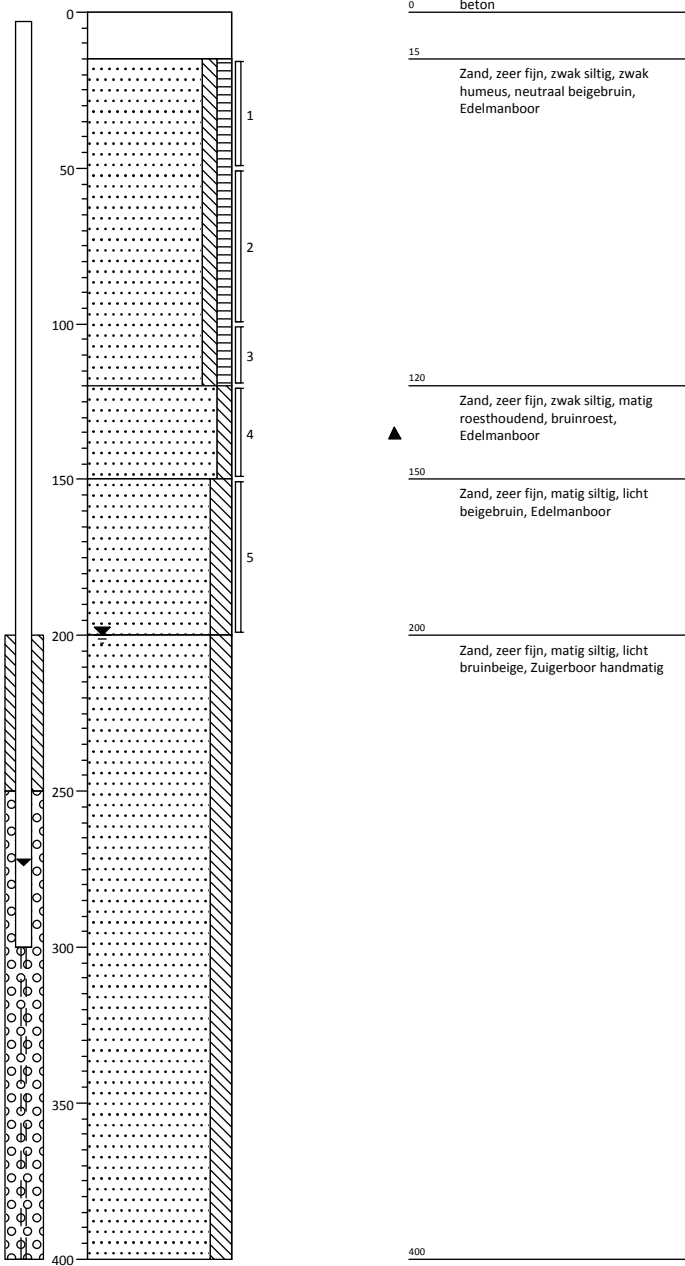 0
50
100
150
200
250
300
350
400
1
2
3
4
5
0
beton
15
Zand, zeer fijn, zwak siltig, zwak
humeus, neutraal beigebruin,
Edelmanboor
120
Zand, zeer fijn, zwak siltig, matig
roesthoudend, bruinroest,
Edelmanboor
150
Zand, zeer fijn, matig siltig, licht
beigebruin, Edelmanboor
200
Zand, zeer fijn, matig siltig, licht
bruinbeige, Zuigerboor handmatig
400